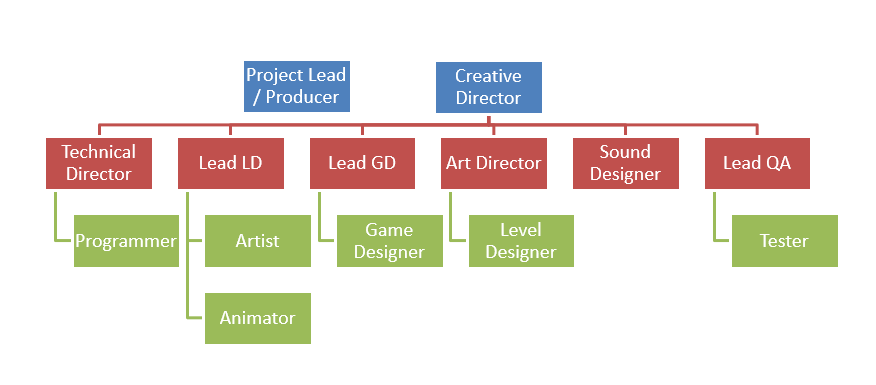 Project Lead
/ Producer
Creative
Director
Technical
Director
Lead LD
Lead GD
Art Director
Sound
Designer
Lead QA
Programmer
Artist
Game
Designer
Level
Designer
Tester
Animator